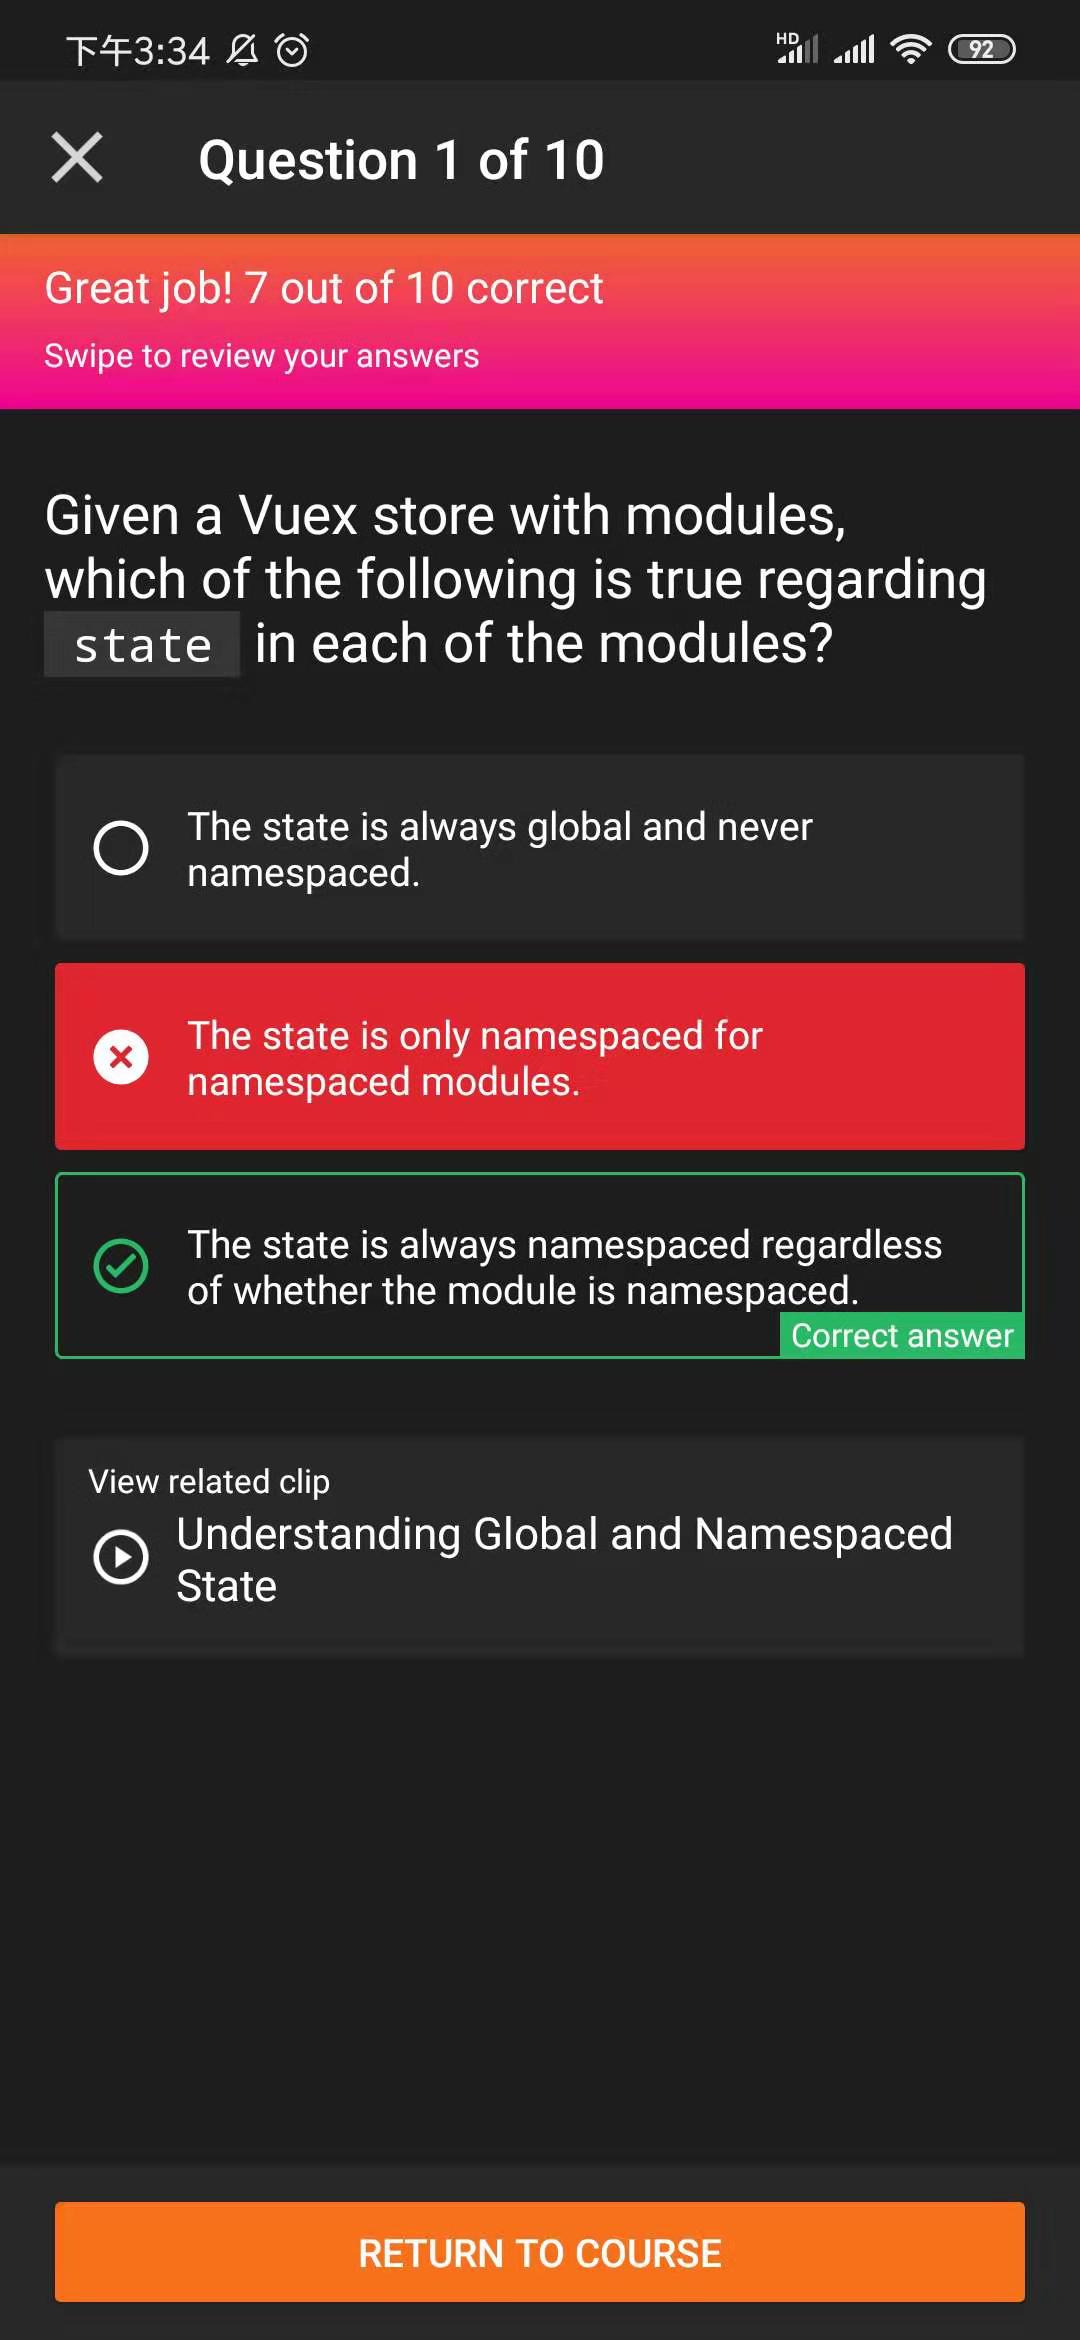 下午3:34
HD
92
Question 1 of 10
Great job! 7 out of 10 correct
Swipe to review your answers
Given a Vuex store with modules,
which of the following is true regarding
state in each of the modules?
The state is always global and never
namespaced.
The state is only namespaced for
namespaced modules.
The state is always namespaced regardless
of whether the module is namespaced.
Correct answer
View related clip
Understanding Global and Namespaced
State
RETURN TO COURSE